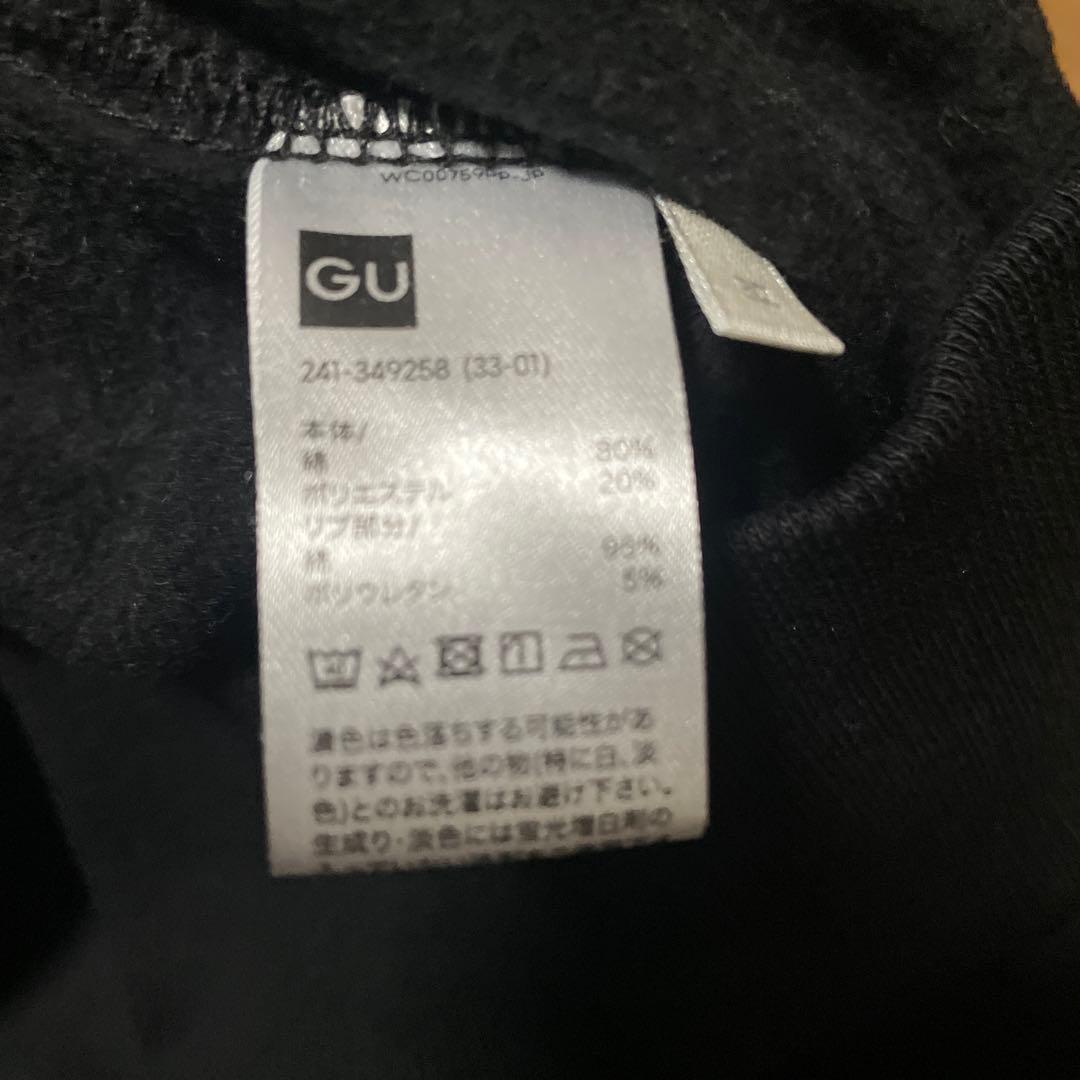 GU
241-349258 (33-01)
本体/
綿 80%
ポリエステル 20%
リブ部分/
綿 95%
ポリウレタン 5%
濃色は色落ちする可能性があ
りますので、他の物(特に白、淡
色)とのお洗濯はお避け下さい。
生成り・淡色には蛍光増白剤の